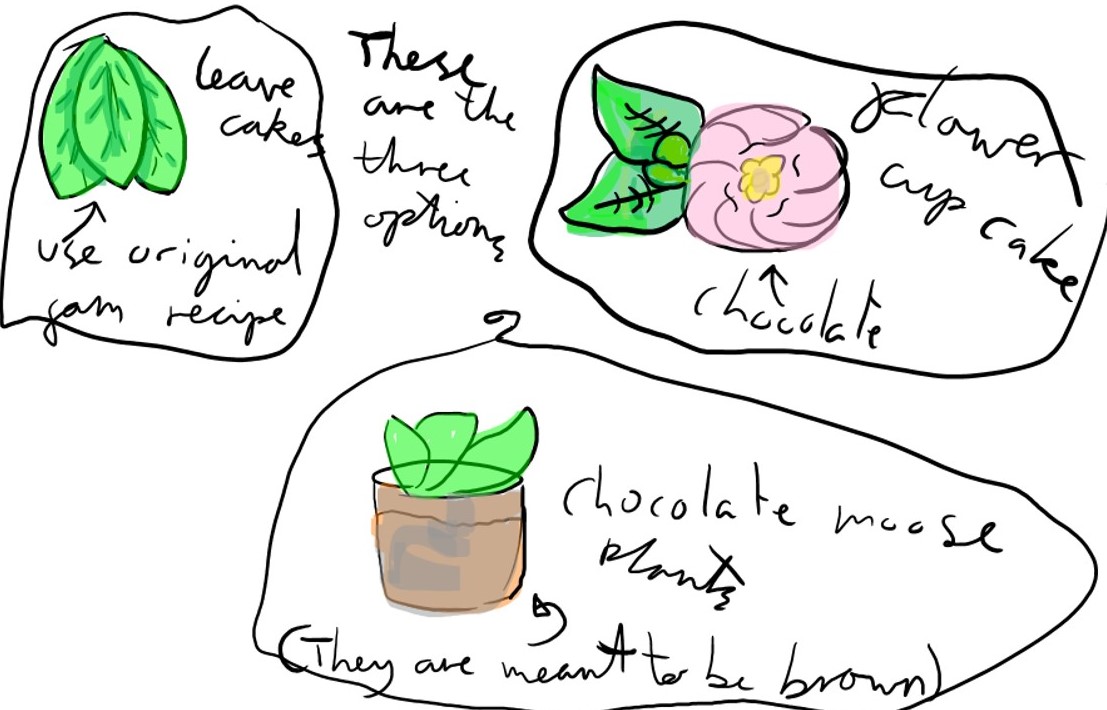 leave
cakes
use original
jam recipe
These
are the
three
options
Flower
cup cake
chocolate
chocolate moose
plants
(They are meant to be brown)